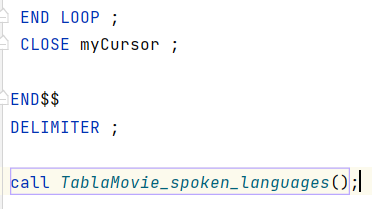 END LOOP ;
CLOSE myCursor ;
END$$
DELIMITER ;
call TablaMovie_spoken_languages();